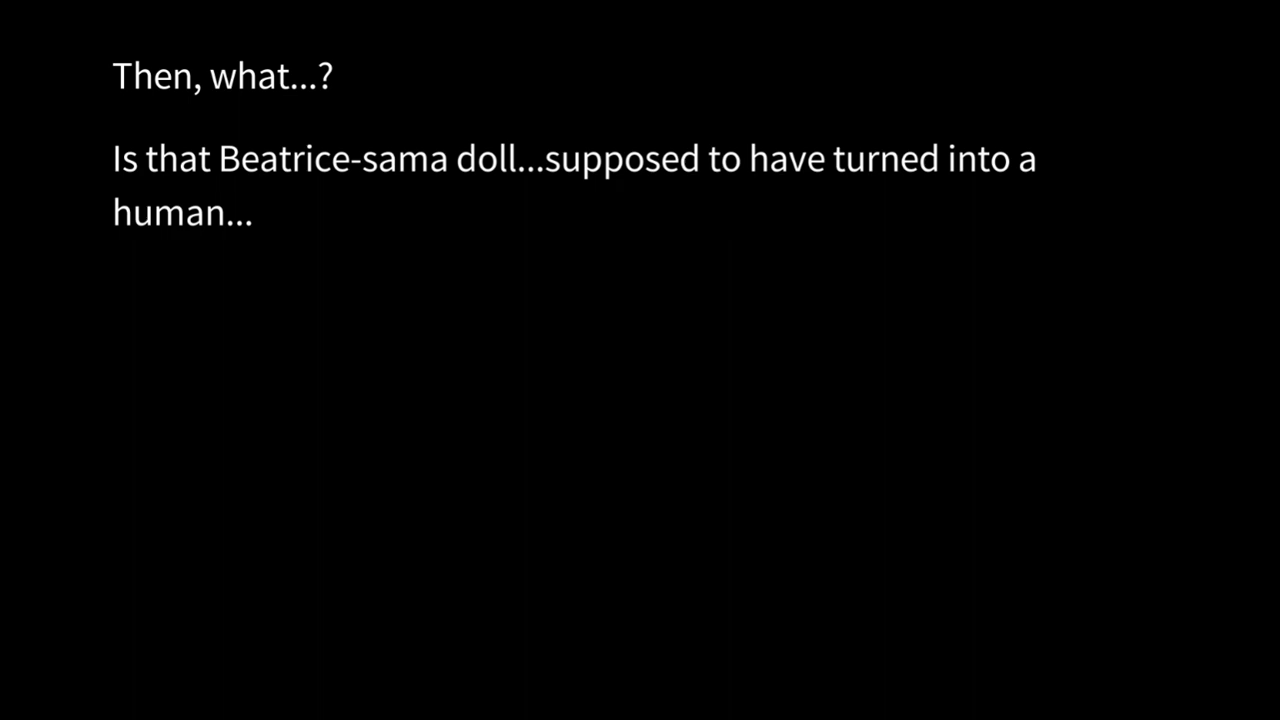 Then, what...?
Is that Beatrice-sama doll...supposed to have turned into a
human...